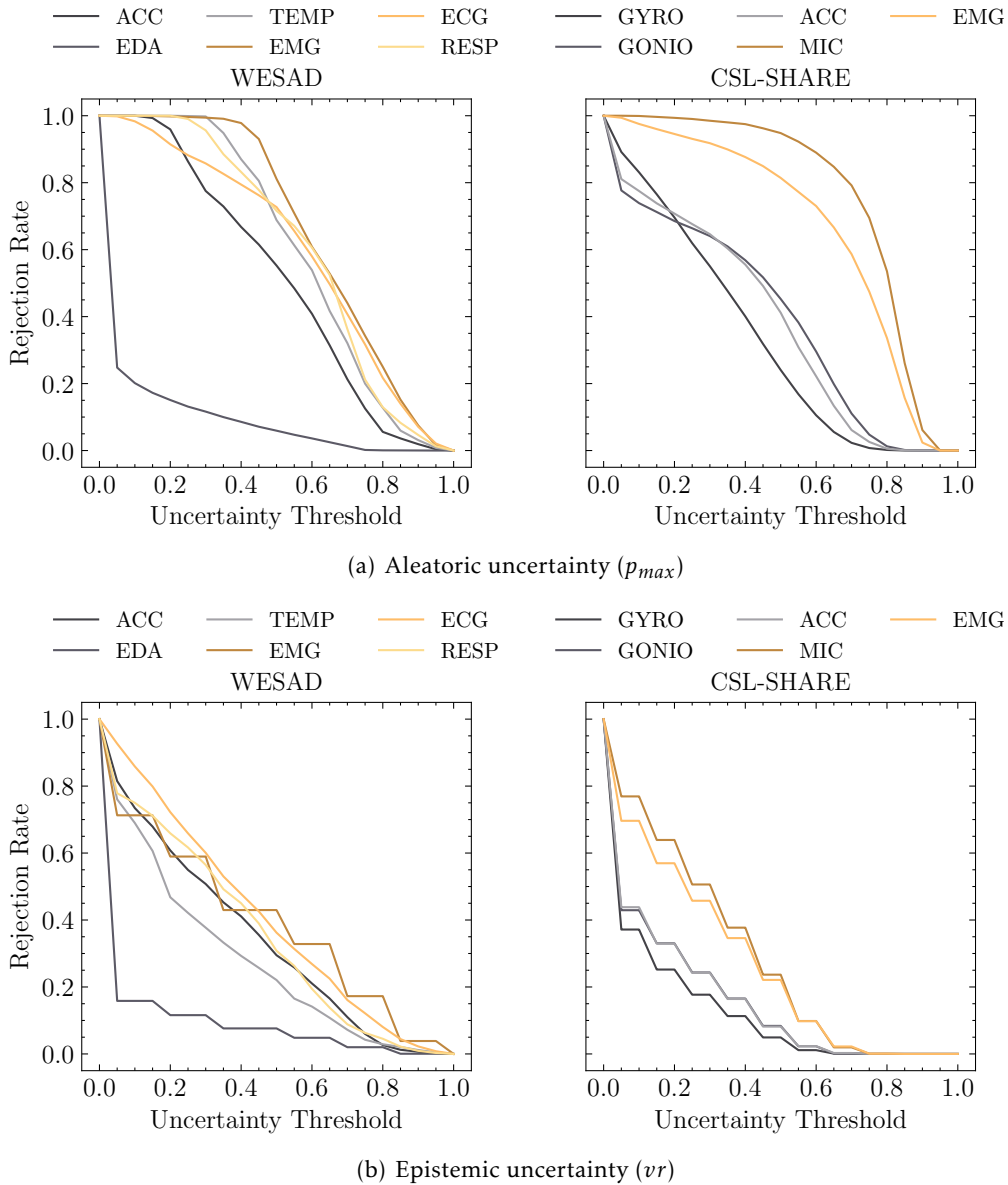 ACC TEMP ECG GYRO ACC EMG
EDA EMG RESP GONIO MIC
WESAD CSL-SHARE
1.0
0.8
0.6
0.4
0.2
0.0
Rejection Rate
0.0 0.2 0.4 0.6 0.8 1.0 0.0 0.2 0.4 0.6 0.8 1.0
Uncertainty Threshold Uncertainty Threshold
(a) Aleatoric uncertainty (pmax)
ACC TEMP ECG GYRO ACC EMG
EDA EMG RESP GONIO MIC
WESAD CSL-SHARE
1.0
0.8
0.6
0.4
0.2
0.0
Rejection Rate
0.0 0.2 0.4 0.6 0.8 1.0 0.0 0.2 0.4 0.6 0.8 1.0
Uncertainty Threshold Uncertainty Threshold
(b) Epistemic uncertainty (vr)